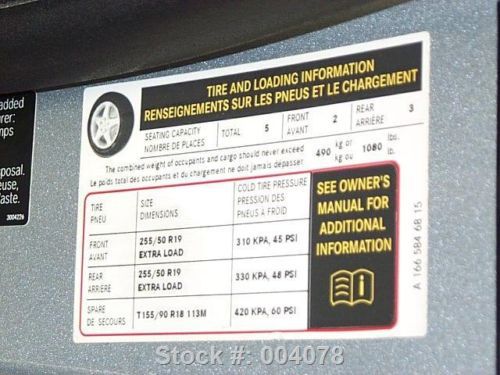 added
rer:
mps
posal.
euse,
aste.
3004226
TIRE AND LOADING INFORMATION
RENSEIGNEMENTS SUR LES PNEUS ET LE CHARGEMENT
SEATING CAPACITY
NOMBRE DE PLACES
TOTAL 5
FRONT
AVANT 2
REAR
ARRIÈRE 3
The combined weight of occupants and cargo should never exceed 490 kg or 1080 lbs.
Le poids total des occupants et du chargement ne doit jamais dépasser kg ou lb.
TIRE
PNEU
SIZE
DIMENSIONS
COLD TIRE PRESSURE
PRESSION DES
PNEUS À FROID
FRONT
AVANT
255/50 R19
EXTRA LOAD
310 KPA, 45 PSI
REAR
ARRIERE
255/50 R19
EXTRA LOAD
330 KPA, 48 PSI
SPARE
DE SECOURS
T155/90 R18 113M
420 KPA, 60 PSI
SEE OWNER'S
MANUAL FOR
ADDITIONAL
INFORMATION
A 166 584 68 15
Stock #: 004078